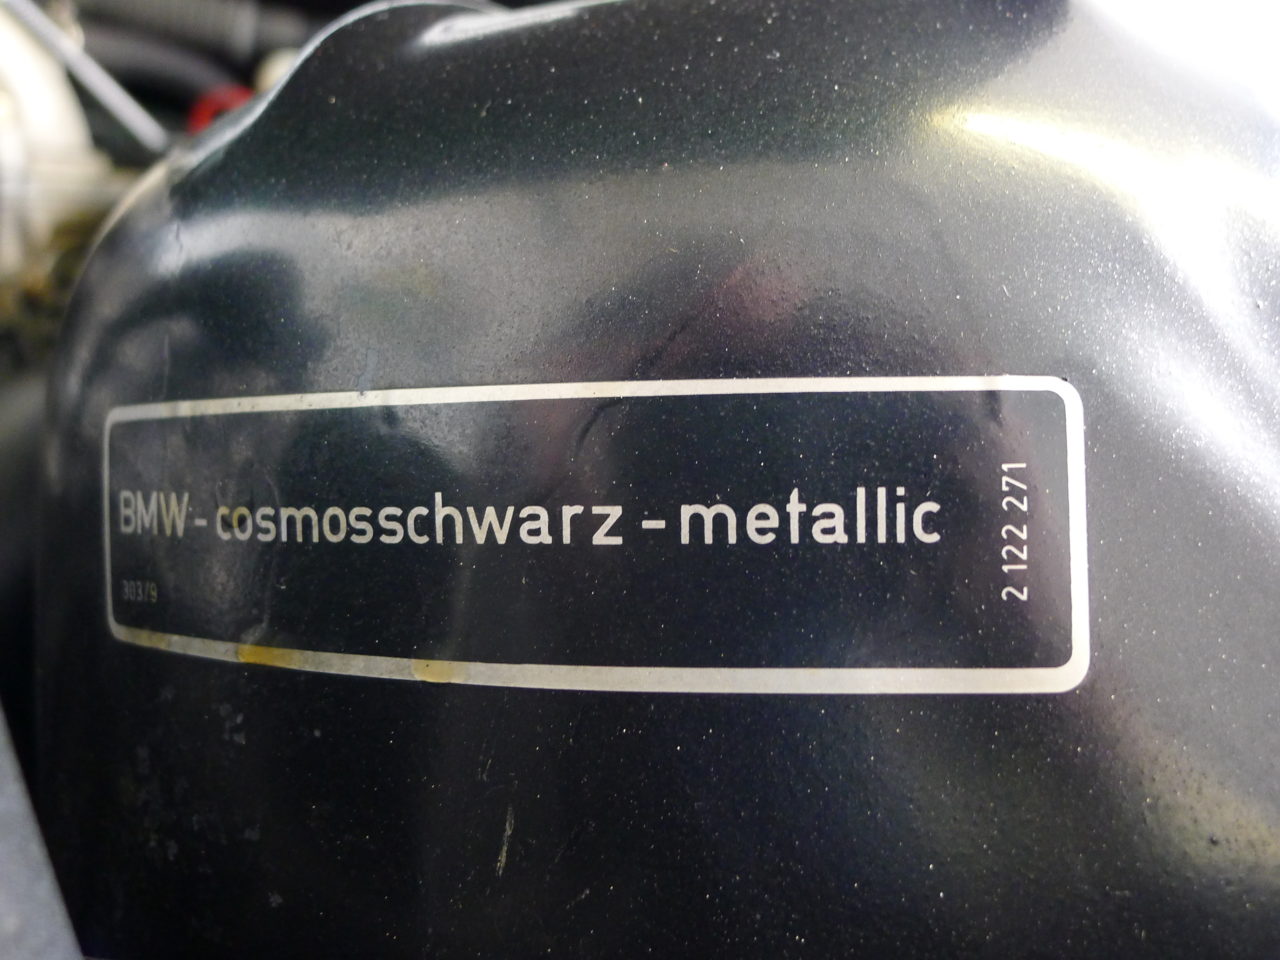 BMW - cosmosschwarz - metallic
303/9
2 122 271